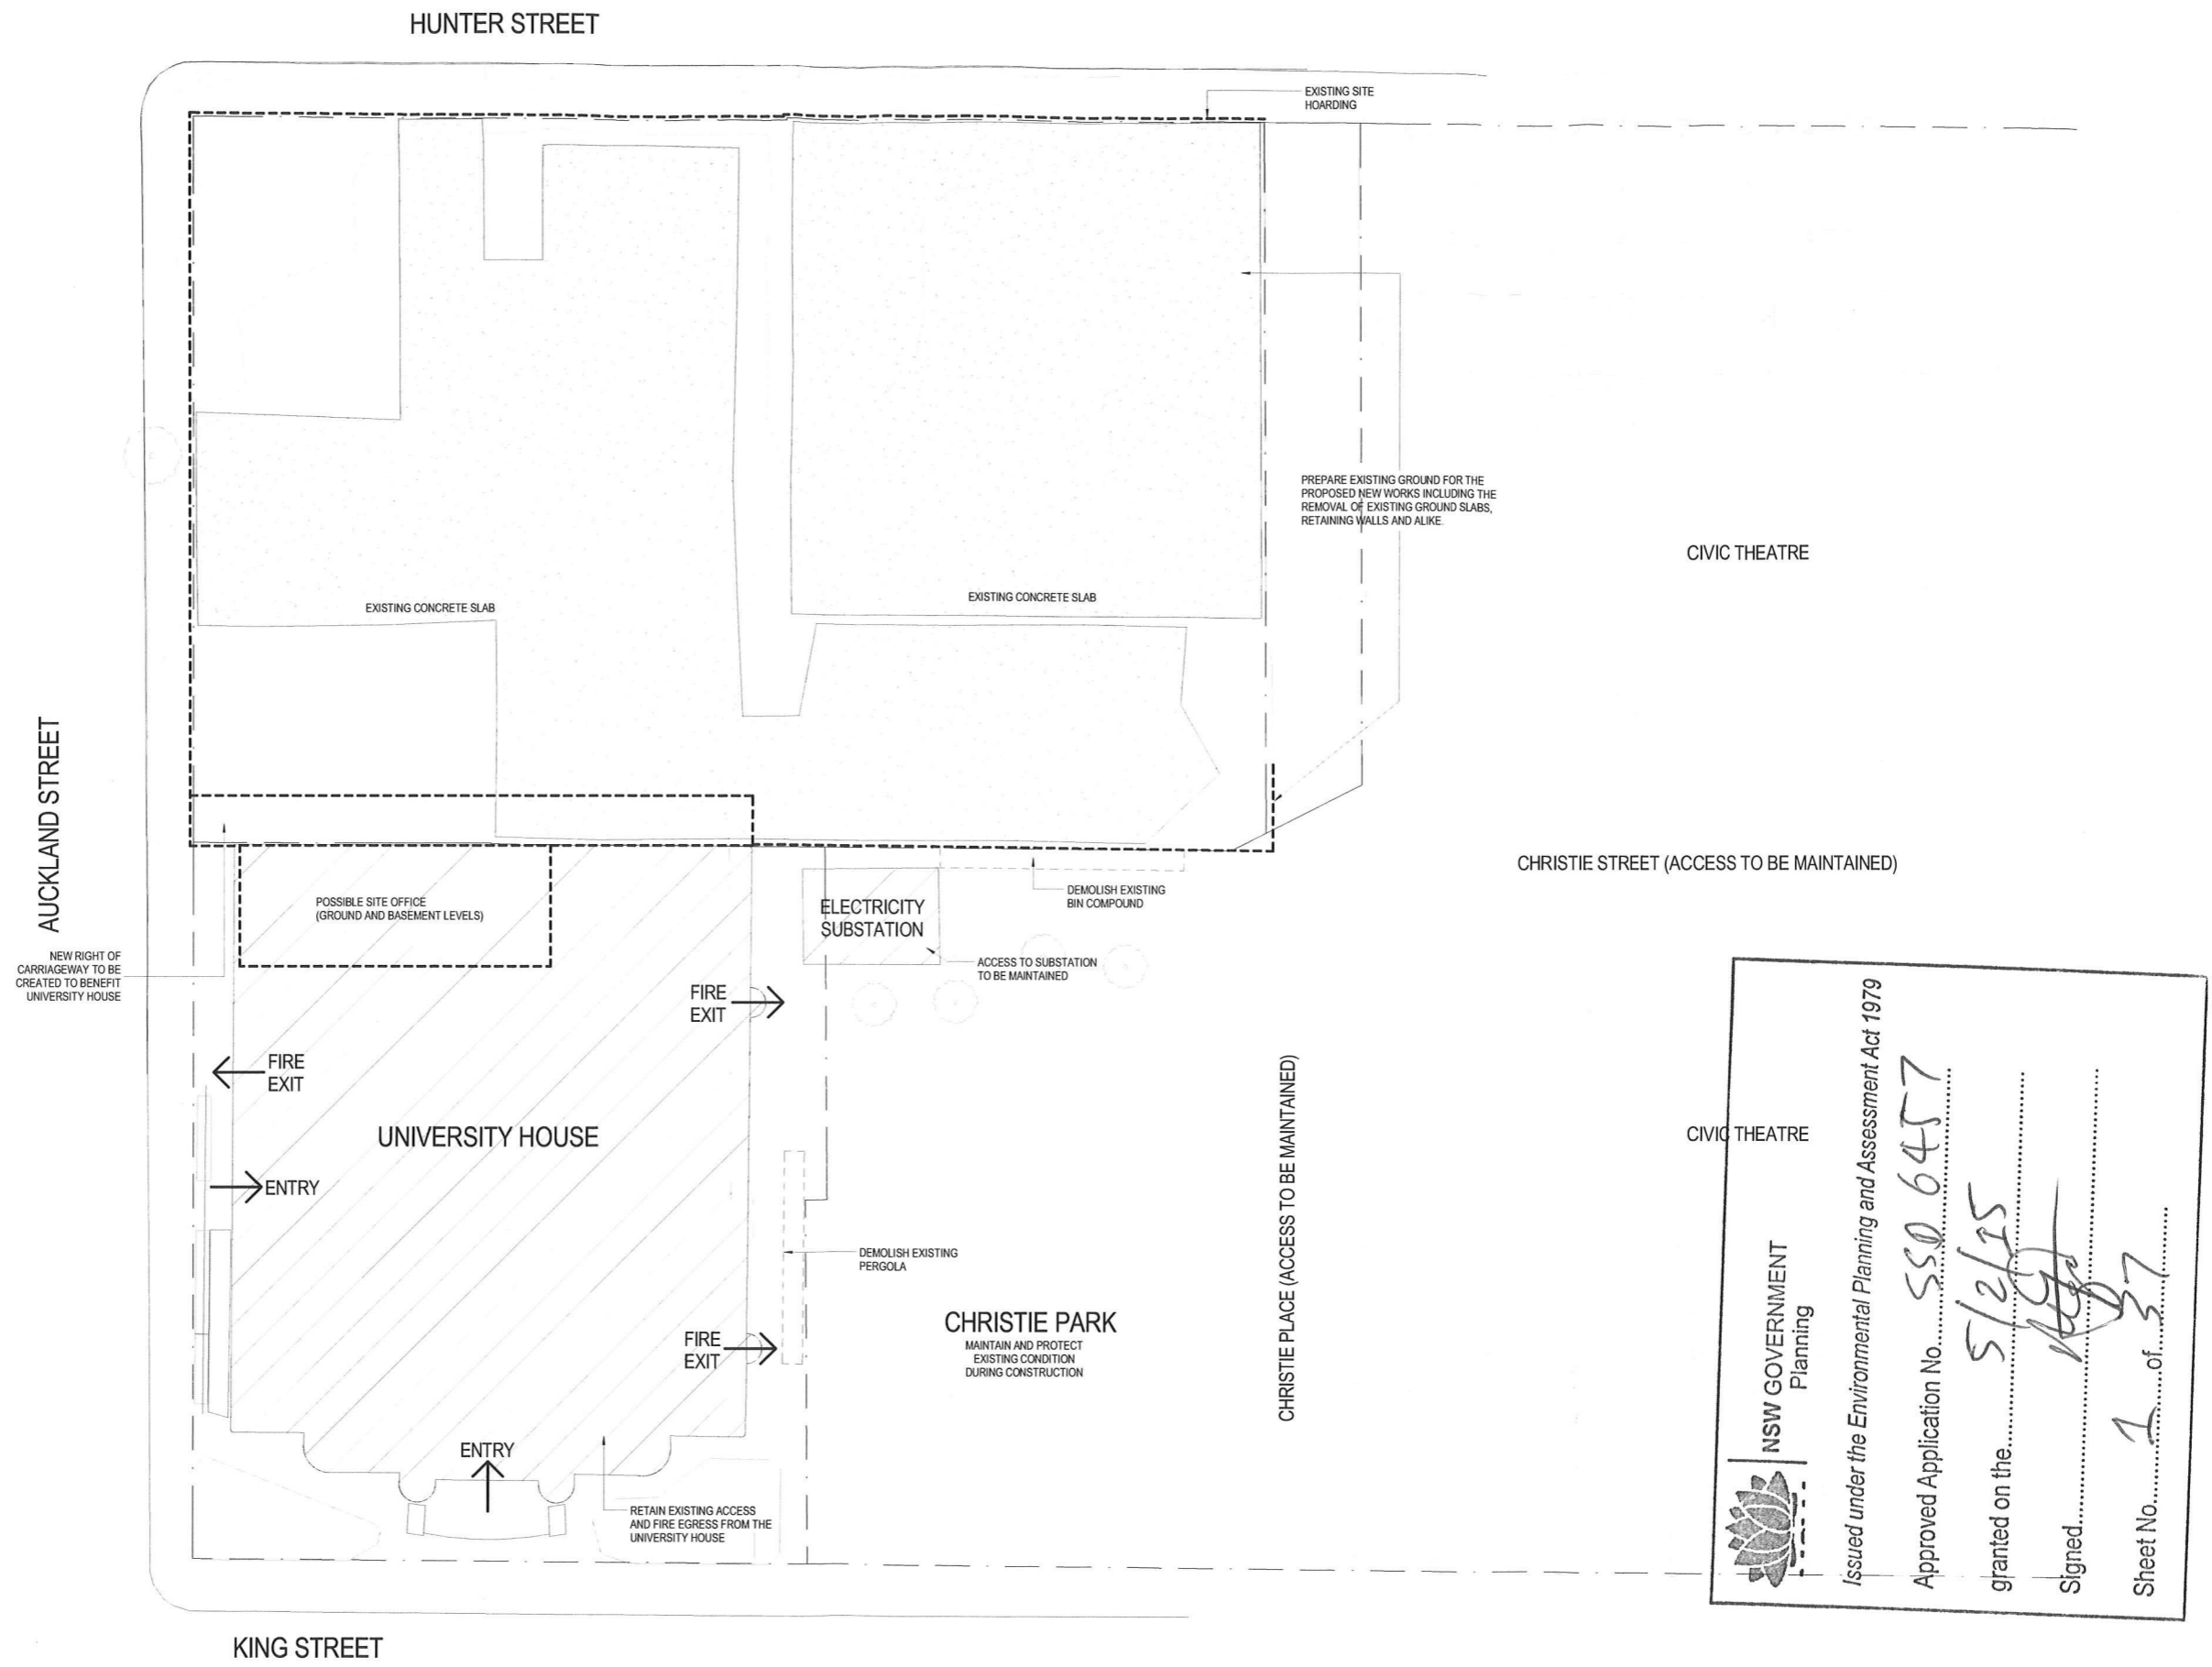 HUNTER STREET
EXISTING SITE
HOARDING
PREPARE EXISTING GROUND FOR THE
PROPOSED NEW WORKS INCLUDING THE
REMOVAL OF EXISTING GROUND SLABS,
RETAINING WALLS AND ALIKE.
CIVIC THEATRE
EXISTING CONCRETE SLAB
EXISTING CONCRETE SLAB
AUCKLAND STREET
CHRISTIE STREET (ACCESS TO BE MAINTAINED)
POSSIBLE SITE OFFICE
(GROUND AND BASEMENT LEVELS)
ELECTRICITY
SUBSTATION
DEMOLISH EXISTING
BIN COMPOUND
NEW RIGHT OF
CARRIAGEWAY TO BE
CREATED TO BENEFIT
UNIVERSITY HOUSE
ACCESS TO SUBSTATION
TO BE MAINTAINED
FIRE
EXIT
FIRE
EXIT
UNIVERSITY HOUSE
ENTRY
CHRISTIE PLACE (ACCESS TO BE MAINTAINED)
CIVIC THEATRE
DEMOLISH EXISTING
PERGOLA
CHRISTIE PARK
MAINTAIN AND PROTECT
EXISTING CONDITION
DURING CONSTRUCTION
FIRE
EXIT
ENTRY
RETAIN EXISTING ACCESS
AND FIRE EGRESS FROM THE
UNIVERSITY HOUSE
KING STREET
NSW GOVERNMENT
Planning
Issued under the Environmental Planning and Assessment Act 1979
Approved Application No. SSD 6457
granted on the 5/2/15
Signed
Sheet No. 1 of 37